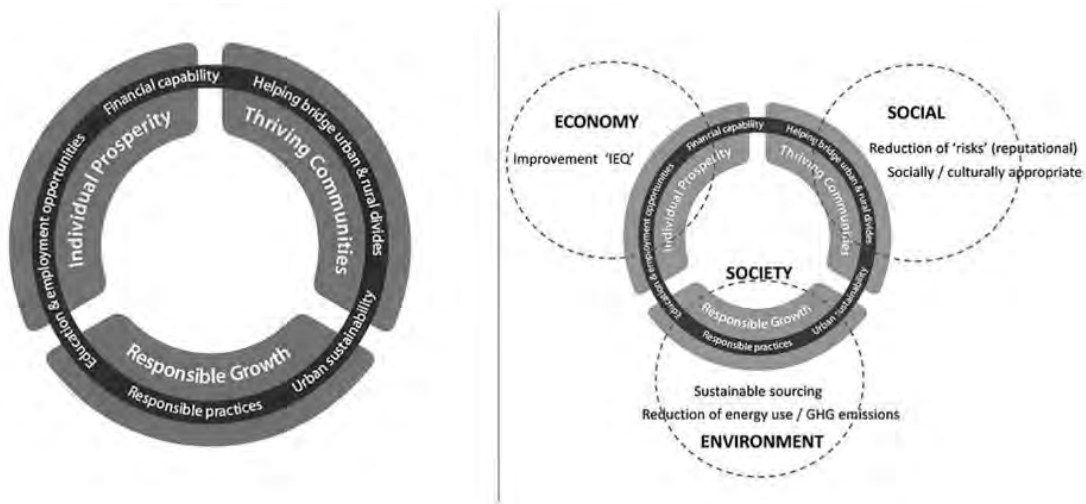 Financial capability
Helping bridge urban & rural divides
Education & employment opportunities
Individual Prosperity
Thriving Communities
Responsible Growth
Responsible practices
Urban sustainability
ECONOMY
Improvement 'IEQ'
SOCIAL
Reduction of 'risks' (reputational)
Socially / culturally appropriate
Financial capability
Helping bridge urban & rural divides
Education & employment opportunities
Individual Prosperity
Thriving Communities
SOCIETY
Responsible Growth
Responsible practices
Urban sustainability
Sustainable sourcing
Reduction of energy use / GHG emissions
ENVIRONMENT